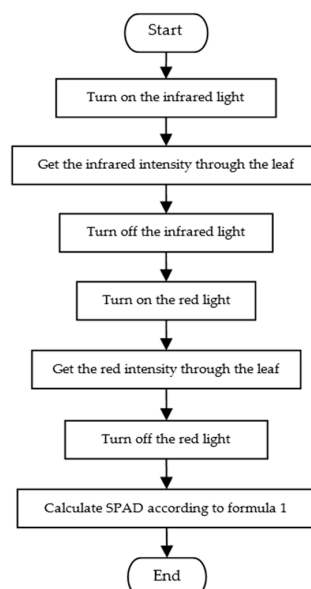 Start
Turn on the infrared light
Get the infrared intensity through the leaf
Turn off the infrared light
Turn on the red light
Get the red intensity through the leaf
Turn off the red light
Calculate SPAD according to formula 1
End